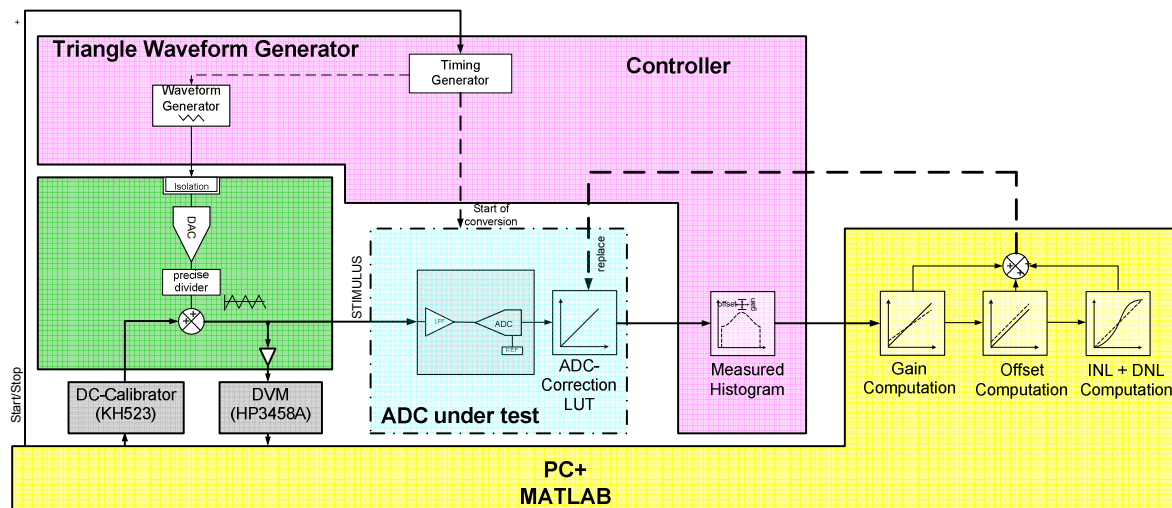 +
Triangle Waveform Generator
Timing
Generator
Controller
Waveform
Generator
Isolation
DAC
precise
divider
+
+
Start of
conversion
STIMULUS
replace
LPF
ADC
REF
ADC-
Correction
LUT
ADC under test
offset
gain
Measured
Histogram
+
+
+
Gain
Computation
Offset
Computation
INL + DNL
Computation
Start/Stop
DC-Calibrator
(KH523)
DVM
(HP3458A)
PC+
MATLAB